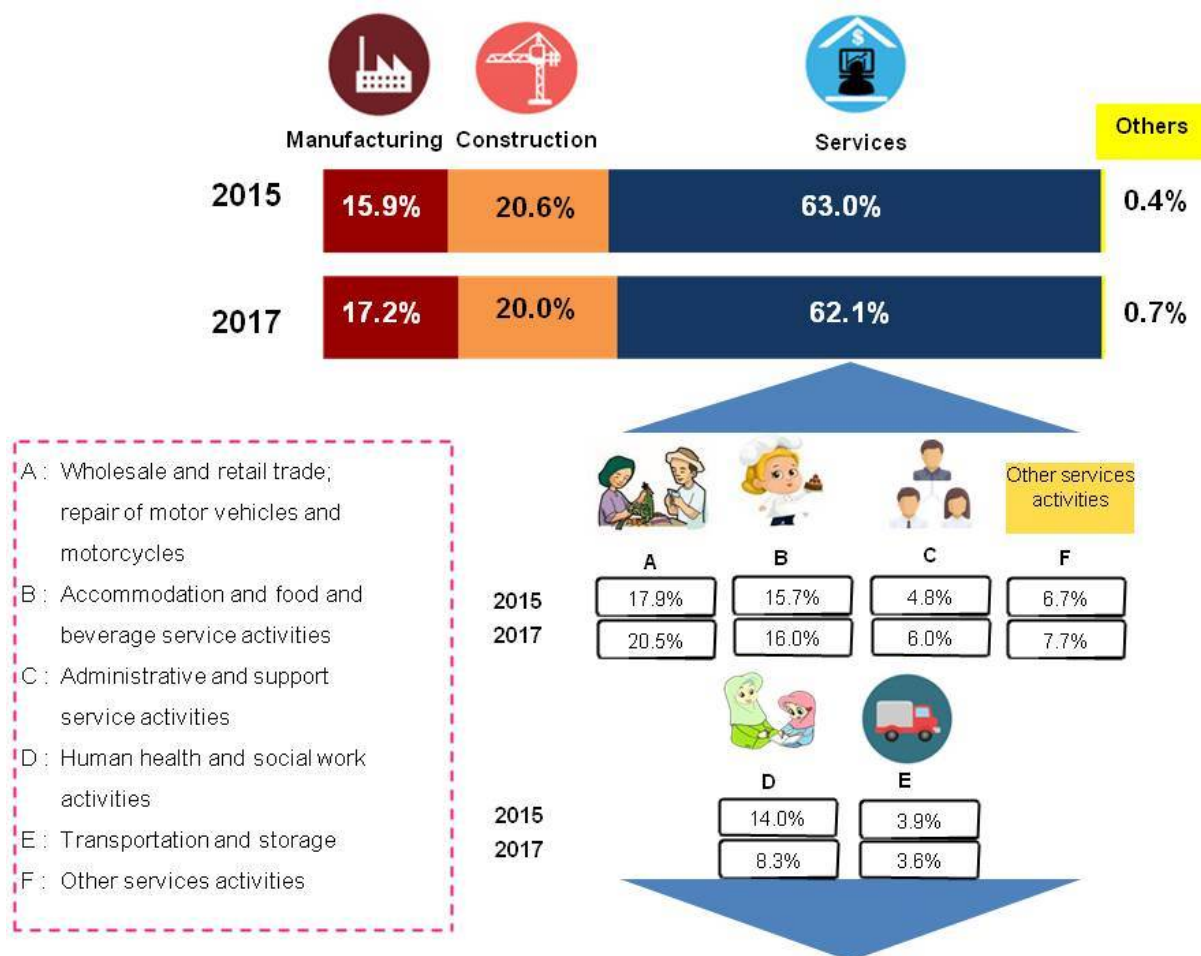 Manufacturing Construction Services Others
2015 15.9% 20.6% 63.0% 0.4%
2017 17.2% 20.0% 62.1% 0.7%
A : Wholesale and retail trade;
repair of motor vehicles and
motorcycles
B : Accommodation and food and
beverage service activities
C : Administrative and support
service activities
D : Human health and social work
activities
E : Transportation and storage
F : Other services activities
Other services
activities
A B C F
2015 17.9% 15.7% 4.8% 6.7%
2017 20.5% 16.0% 6.0% 7.7%
D E
2015 14.0% 3.9%
2017 8.3% 3.6%